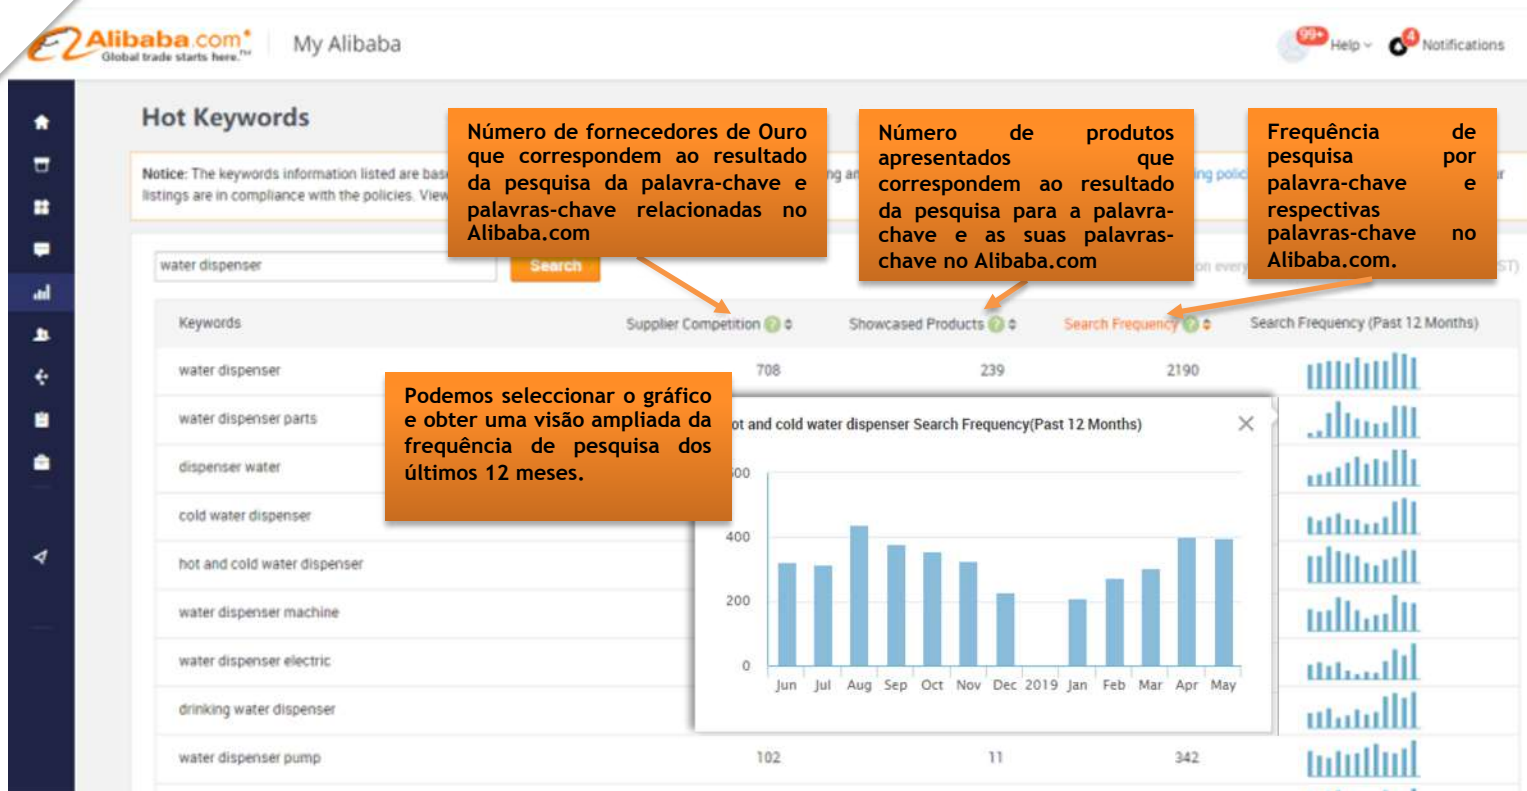 Alibaba.com
Global trade starts here.™
My Alibaba
99+
Help
4
Notifications
Hot Keywords
Número de fornecedores de Ouro
que correspondem ao resultado
da pesquisa da palavra-chave e
palavras-chave relacionadas no
Alibaba.com
Número de produtos
apresentados que
correspondem ao resultado
da pesquisa para a palavra-
chave e as suas palavras-
chave no Alibaba.com
Frequência de
pesquisa por
palavra-chave e
respectivas
palavras-chave no
Alibaba.com.
Notice: The keywords information listed are
listings are in compliance with the policies. View
water dispenser
Search
on
Keywords
Supplier Competition
Showcased Products
Search Frequency
Search Frequency (Past 12 Months)
water dispenser 708 239 2190
water dispenser parts
dispenser water
cold water dispenser
hot and cold water dispenser
water dispenser machine
water dispenser electric
drinking water dispenser
water dispenser pump 102 11 342
Podemos seleccionar o gráfico
e obter uma visão ampliada da
frequência de pesquisa dos
últimos 12 meses.
and cold water dispenser Search Frequency(Past 12 Months)
400
200
0
Jun Jul Aug Sep Oct Nov Dec 2019 Jan Feb Mar Apr May